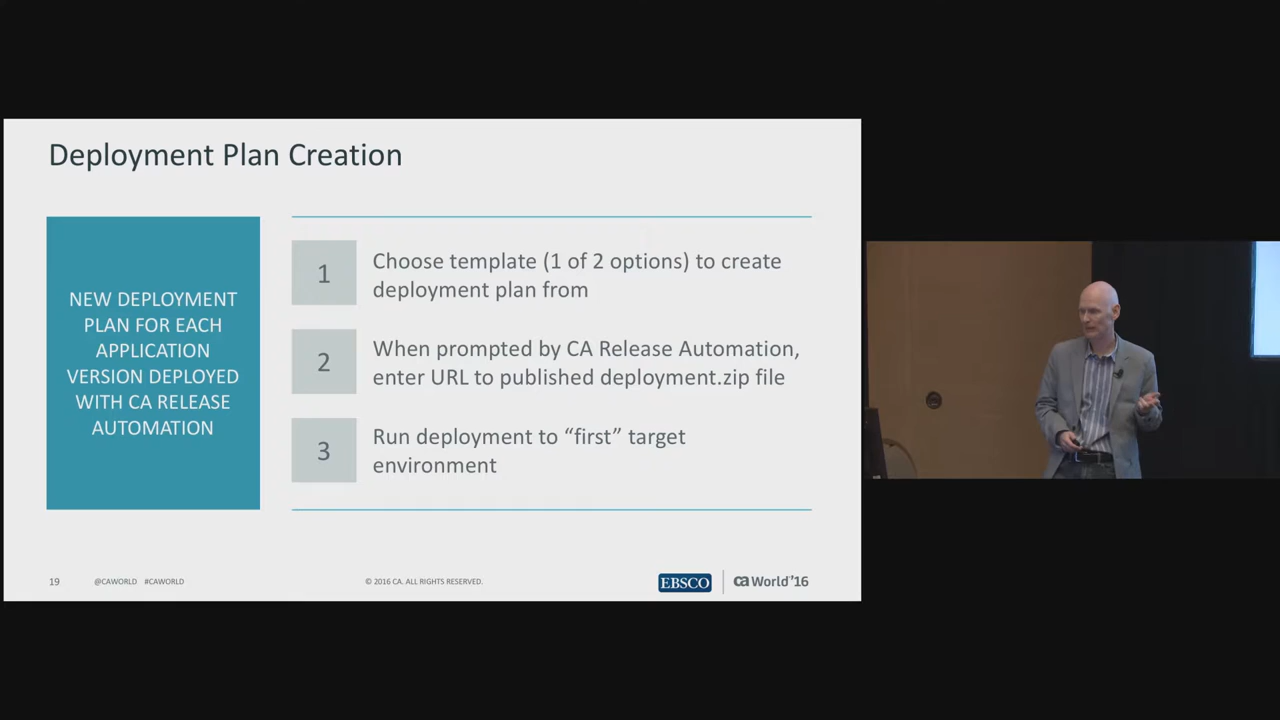 Deployment Plan Creation
NEW DEPLOYMENT
PLAN FOR EACH
APPLICATION
VERSION DEPLOYED
WITH CA RELEASE
AUTOMATION
1
Choose template (1 of 2 options) to create
deployment plan from
2
When prompted by CA Release Automation,
enter URL to published deployment.zip file
3
Run deployment to “first” target
environment
19 @CAWORLD #CAWORLD © 2016 CA. ALL RIGHTS RESERVED. EBSCO ca World’16